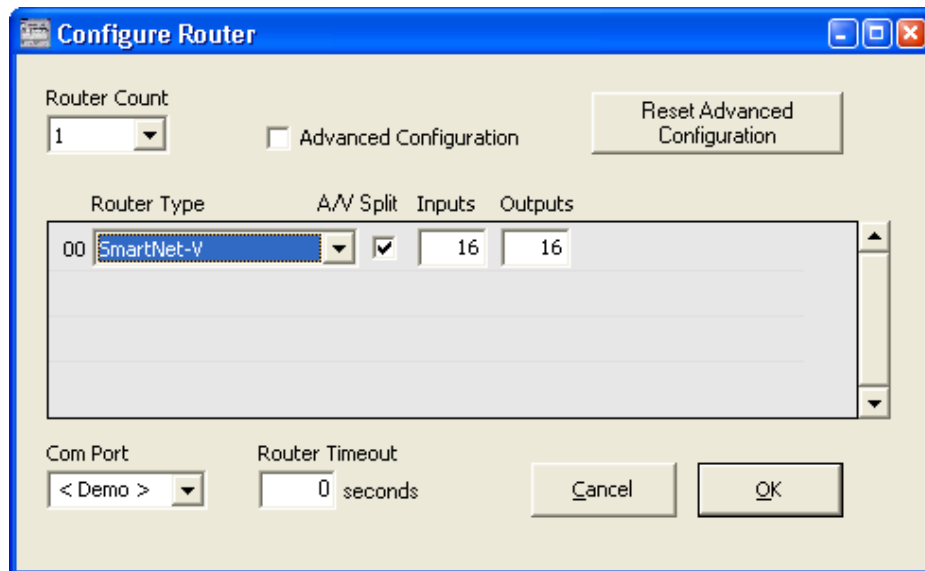 Configure Router
Router Count
1
Advanced Configuration
Reset Advanced
Configuration
Router Type A/V Split Inputs Outputs
00 SmartNet-V 16 16
Com Port Router Timeout
< Demo > 0 seconds
Cancel OK